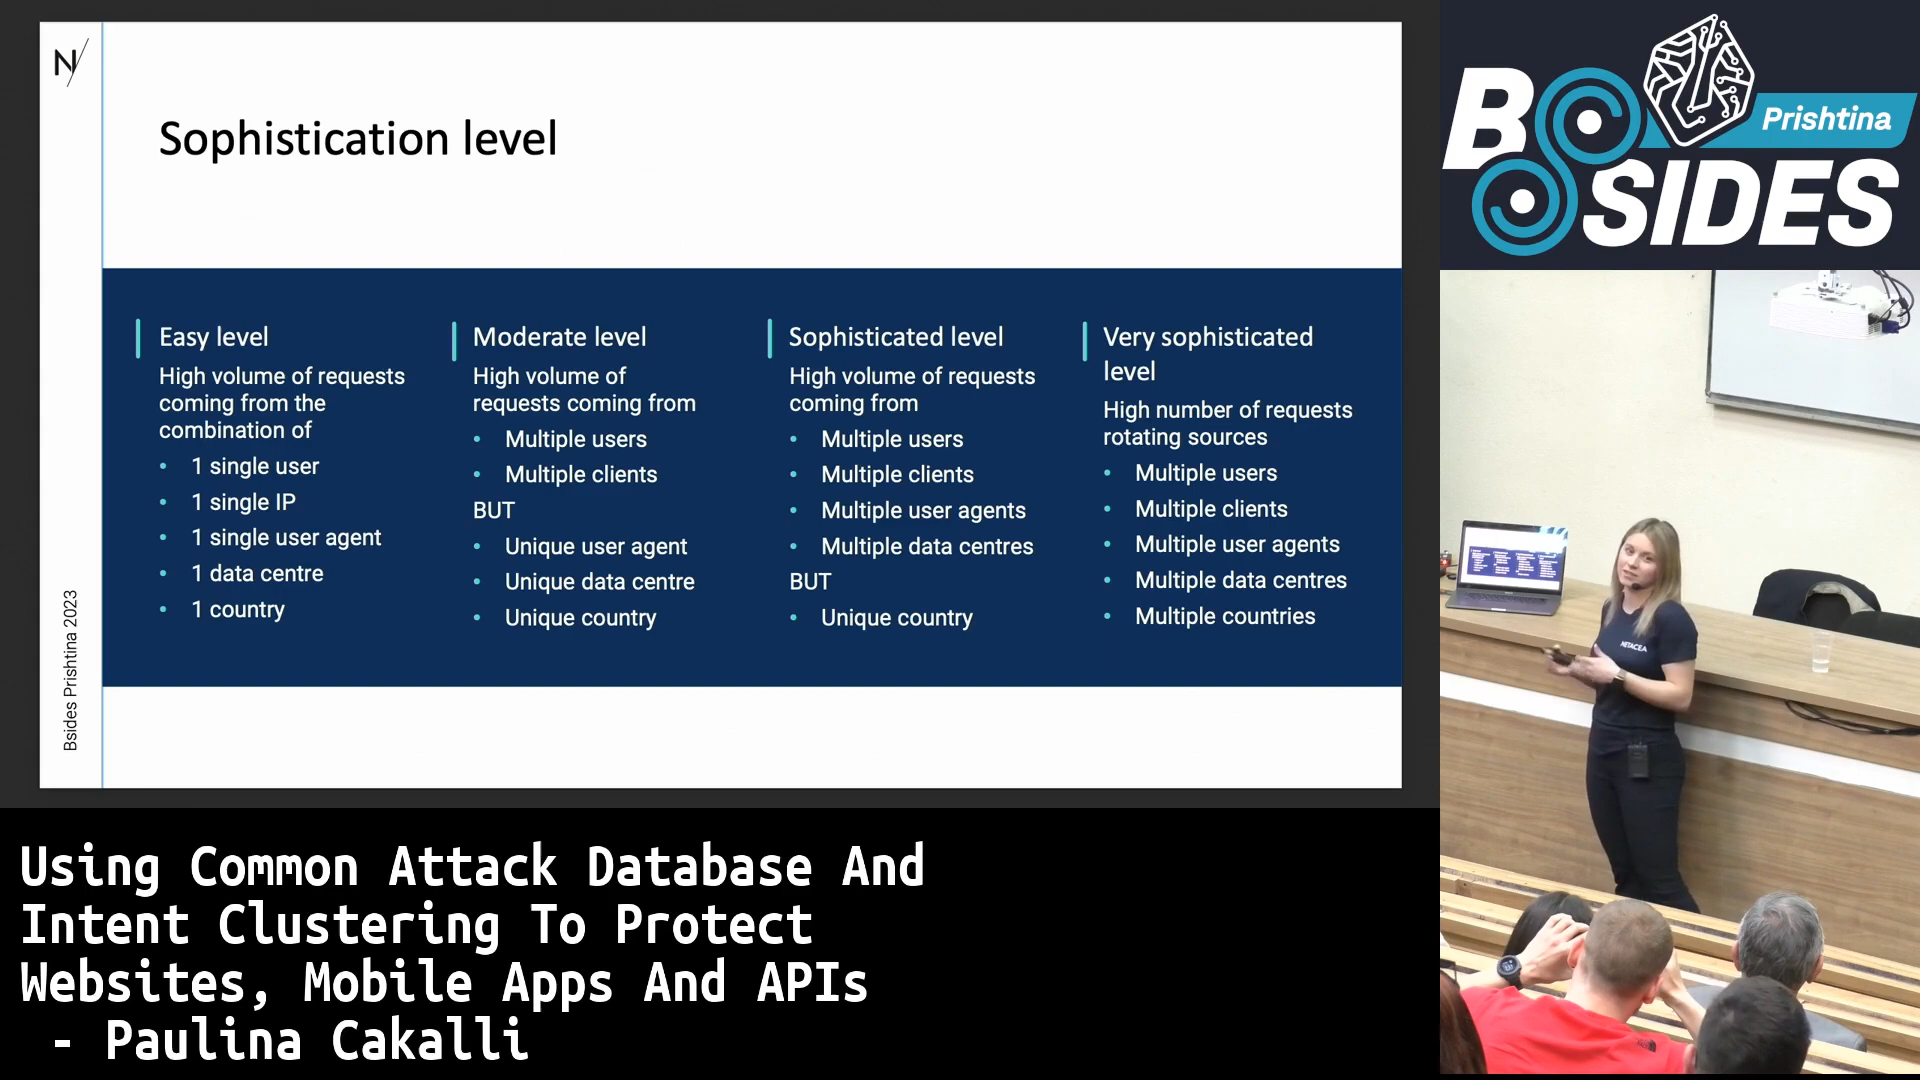 N/
Sophistication level
Easy level
High volume of requests
coming from the
combination of
• 1 single user
• 1 single IP
• 1 single user agent
• 1 data centre
• 1 country
Moderate level
High volume of
requests coming from
• Multiple users
• Multiple clients
BUT
• Unique user agent
• Unique data centre
• Unique country
Sophisticated level
High volume of requests
coming from
• Multiple users
• Multiple clients
• Multiple user agents
• Multiple data centres
BUT
• Unique country
Very sophisticated
level
High number of requests
rotating sources
• Multiple users
• Multiple clients
• Multiple user agents
• Multiple data centres
• Multiple countries
Bsides Prishtina 2023
B
Prishtina
SIDES
NETACEA
Using Common Attack Database And
Intent Clustering To Protect
Websites, Mobile Apps And APIs
- Paulina Cakalli